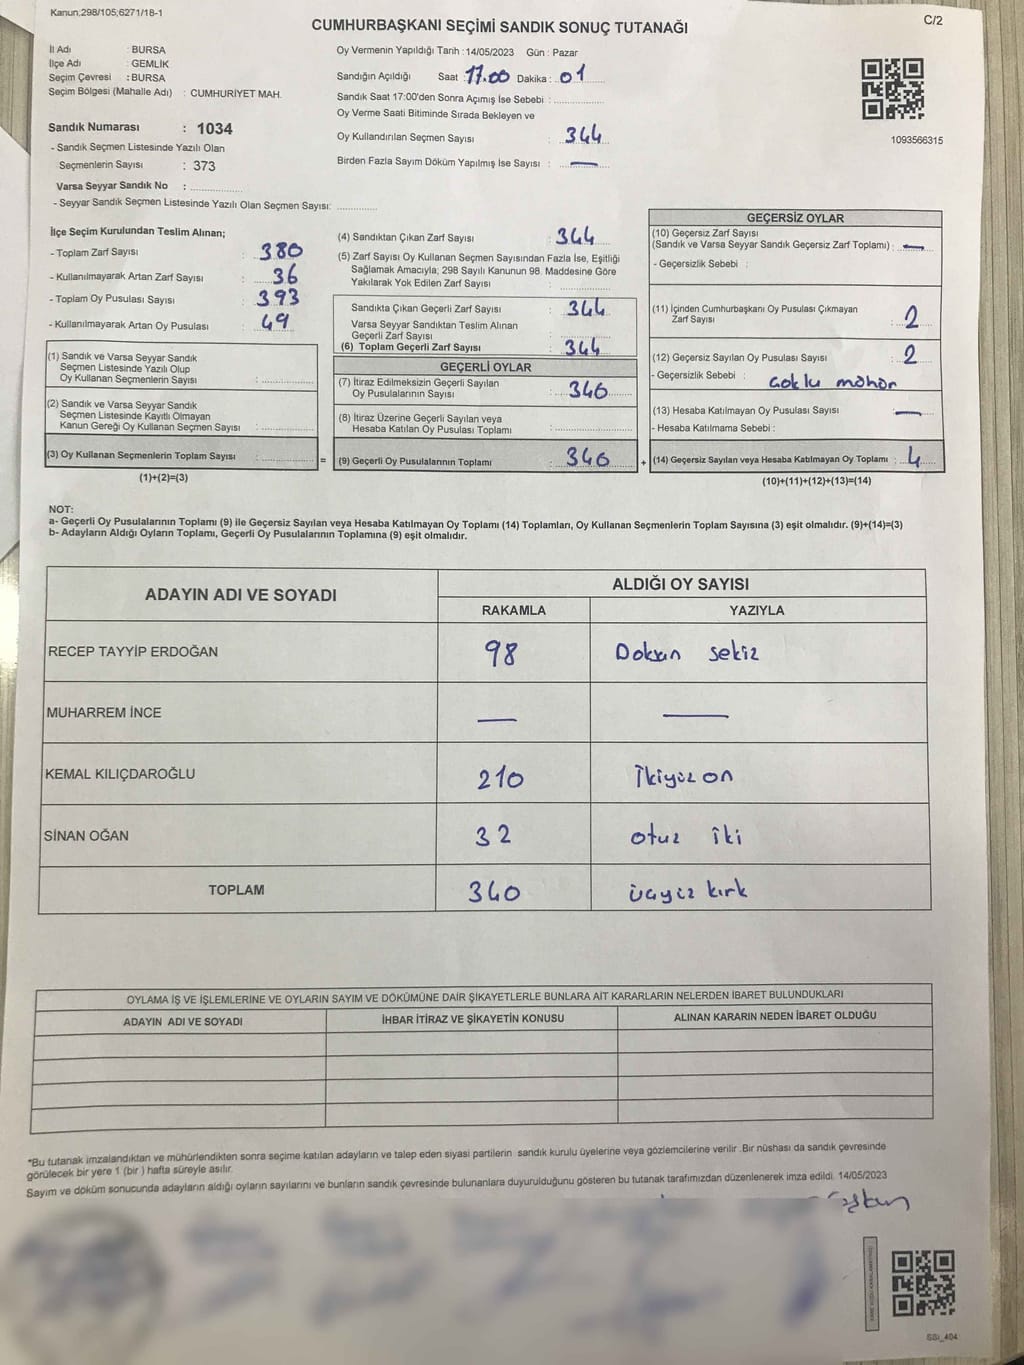 Kanun;298/105;6271/18-1
CUMHURBAŞKANI SEÇİMİ SANDIK SONUÇ TUTANAĞI
C/2
İl Adı : BURSA
İlçe Adı : GEMLİK
Seçim Çevresi : BURSA
Seçim Bölgesi (Mahalle Adı) : CUMHURİYET MAH.
Sandık Numarası : 1034
- Sandık Seçmen Listesinde Yazılı Olan
Seçmenlerin Sayısı : 373
Varsa Seyyar Sandık No : ....................
- Seyyar Sandık Seçmen Listesinde Yazılı Olan Seçmen Sayısı: ...............
Oy Vermenin Yapıldığı Tarih :14/05/2023 Gün : Pazar
Sandığın Açıldığı Saat :17.00 Dakika : 01
Sandık Saat 17:00'den Sonra Açımış İse Sebebi : ....................
Oy Verme Saati Bitiminde Sırada Bekleyen ve
Oy Kullandırılan Seçmen Sayısı : 344
Birden Fazla Sayım Döküm Yapılmış İse Sayısı : —
1093566315
İlçe Seçim Kurulundan Teslim Alınan;
- Toplam Zarf Sayısı : 380
- Kullanılmayarak Artan Zarf Sayısı : 36
- Toplam Oy Pusulası Sayısı : 393
- Kullanılmayarak Artan Oy Pusulası : 49
(1) Sandık ve Varsa Seyyar Sandık
Seçmen Listesinde Yazılı Olup
Oy Kullanan Seçmenlerin Sayısı : ....................
(2) Sandık ve Varsa Seyyar Sandık
Seçmen Listesinde Kayıtlı Olmayan
Kanun Gereği Oy Kullanan Seçmen Sayısı : ....................
(3) Oy Kullanan Seçmenlerin Toplam Sayısı : .................... =
(1)+(2)=(3)
(4) Sandıktan Çıkan Zarf Sayısı : 344
(5) Zarf Sayısı Oy Kullanan Seçmen Sayısından Fazla İse, Eşitliği
Sağlamak Amacıyla; 298 Sayılı Kanunun 98. Maddesine Göre
Yakılarak Yok Edilen Zarf Sayısı : ....................
Sandıkta Çıkan Geçerli Zarf Sayısı : 344
Varsa Seyyar Sandıktan Teslim Alınan
Geçerli Zarf Sayısı : ....................
(6) Toplam Geçerli Zarf Sayısı : 344
GEÇERLİ OYLAR
(7) İtiraz Edilmeksizin Geçerli Sayılan
Oy Pusulalarının Sayısı : 340
(8) İtiraz Üzerine Geçerli Sayılan veya
Hesaba Katılan Oy Pusulası Toplamı : ....................
(9) Geçerli Oy Pusulalarının Toplamı : 340 +
GEÇERSİZ OYLAR
(10) Geçersiz Zarf Sayısı
(Sandık ve Varsa Seyyar Sandık Geçersiz Zarf Toplamı) : —
- Geçersizlik Sebebi :
(11) İçinden Cumhurbaşkanı Oy Pusulası Çıkmayan
Zarf Sayısı : 2
(12) Geçersiz Sayılan Oy Pusulası Sayısı : 2
- Geçersizlik Sebebi : Çoklu mühür
(13) Hesaba Katılmayan Oy Pusulası Sayısı : —
- Hesaba Katılmama Sebebi :
(14) Geçersiz Sayılan veya Hesaba Katılmayan Oy Toplamı : 4
(10)+(11)+(12)+(13)=(14)
NOT:
a- Geçerli Oy Pusulalarının Toplamı (9) ile Geçersiz Sayılan veya Hesaba Katılmayan Oy Toplamı (14) Toplamları, Oy Kullanan Seçmenlerin Toplam Sayısına (3) eşit olmalıdır. (9)+(14)=(3)
b- Adayların Aldığı Oyların Toplamı, Geçerli Oy Pusulalarının Toplamına (9) eşit olmalıdır.
ADAYIN ADI VE SOYADI
ALDIĞI OY SAYISI
RAKAMLA YAZIYLA
RECEP TAYYİP ERDOĞAN 98 Doksan sekiz
MUHARREM İNCE — —
KEMAL KILIÇDAROĞLU 210 İkiyüz on
SİNAN OĞAN 32 otuz iki
TOPLAM 340 üçyüz kırk
OYLAMA İŞ VE İŞLEMLERİNE VE OYLARIN SAYIM VE DÖKÜMÜNE DAİR ŞİKAYETLERLE BUNLARA AİT KARARLARIN NELERDEN İBARET BULUNDUKLARI
ADAYIN ADI VE SOYADI İHBAR İTİRAZ VE ŞİKAYETİN KONUSU ALINAN KARARIN NEDEN İBARET OLDUĞU
*Bu tutanak imzalandıktan ve mühürlendikten sonra seçime katılan adayların ve talep eden siyasi partilerin sandık kurulu üyelerine veya gözlemcilerine verilir .Bir nüshası da sandık çevresinde
görülecek bir yere 1 (bir ) hafta süreyle asılır.
Sayım ve döküm sonucunda adayların aldığı oyların sayılarını ve bunların sandık çevresinde bulunanlara duyurulduğunu gösteren bu tutanak tarafımızdan düzenlenerek imza edildi. 14/05/2023
SSI_404